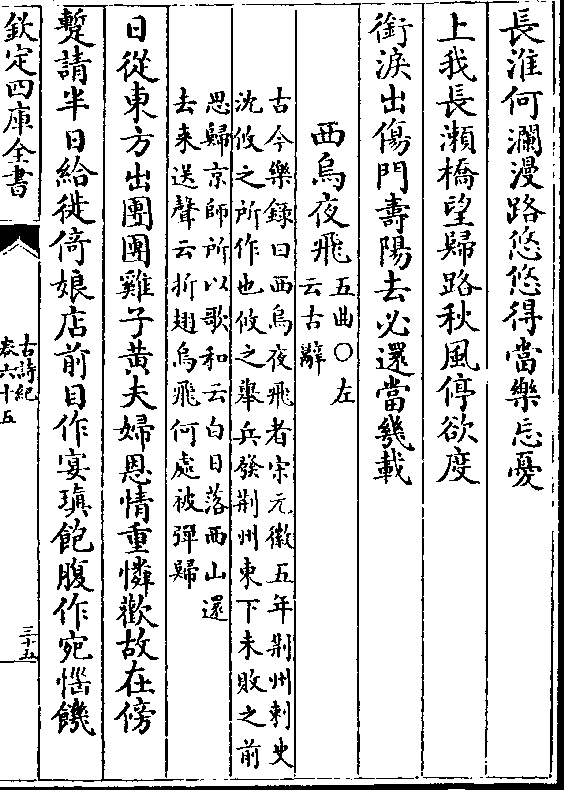 長淮何瀾漫路悠悠得當樂忘憂
上我長瀨橋望歸路秋風停欲度
銜淚出傷門壽陽去必還當幾載
西烏夜飛五曲○左
云古辭
古今樂録曰西烏夜飛者宋元徽五年荆州刺史
沈攸之所作也攸之舉兵發荆州東下未敗之前
思歸京師所以歌和云白日落西山還
去来送聲云折翅烏飛何處被彈歸
日從東方出團團雞子黄夫婦恩情重憐歡故在傍
蹔請半日給徙倚娘店前目作宴瑱飽腹作宛惱饑
欽定四庫全書
古詩紀
卷六十五
三十五